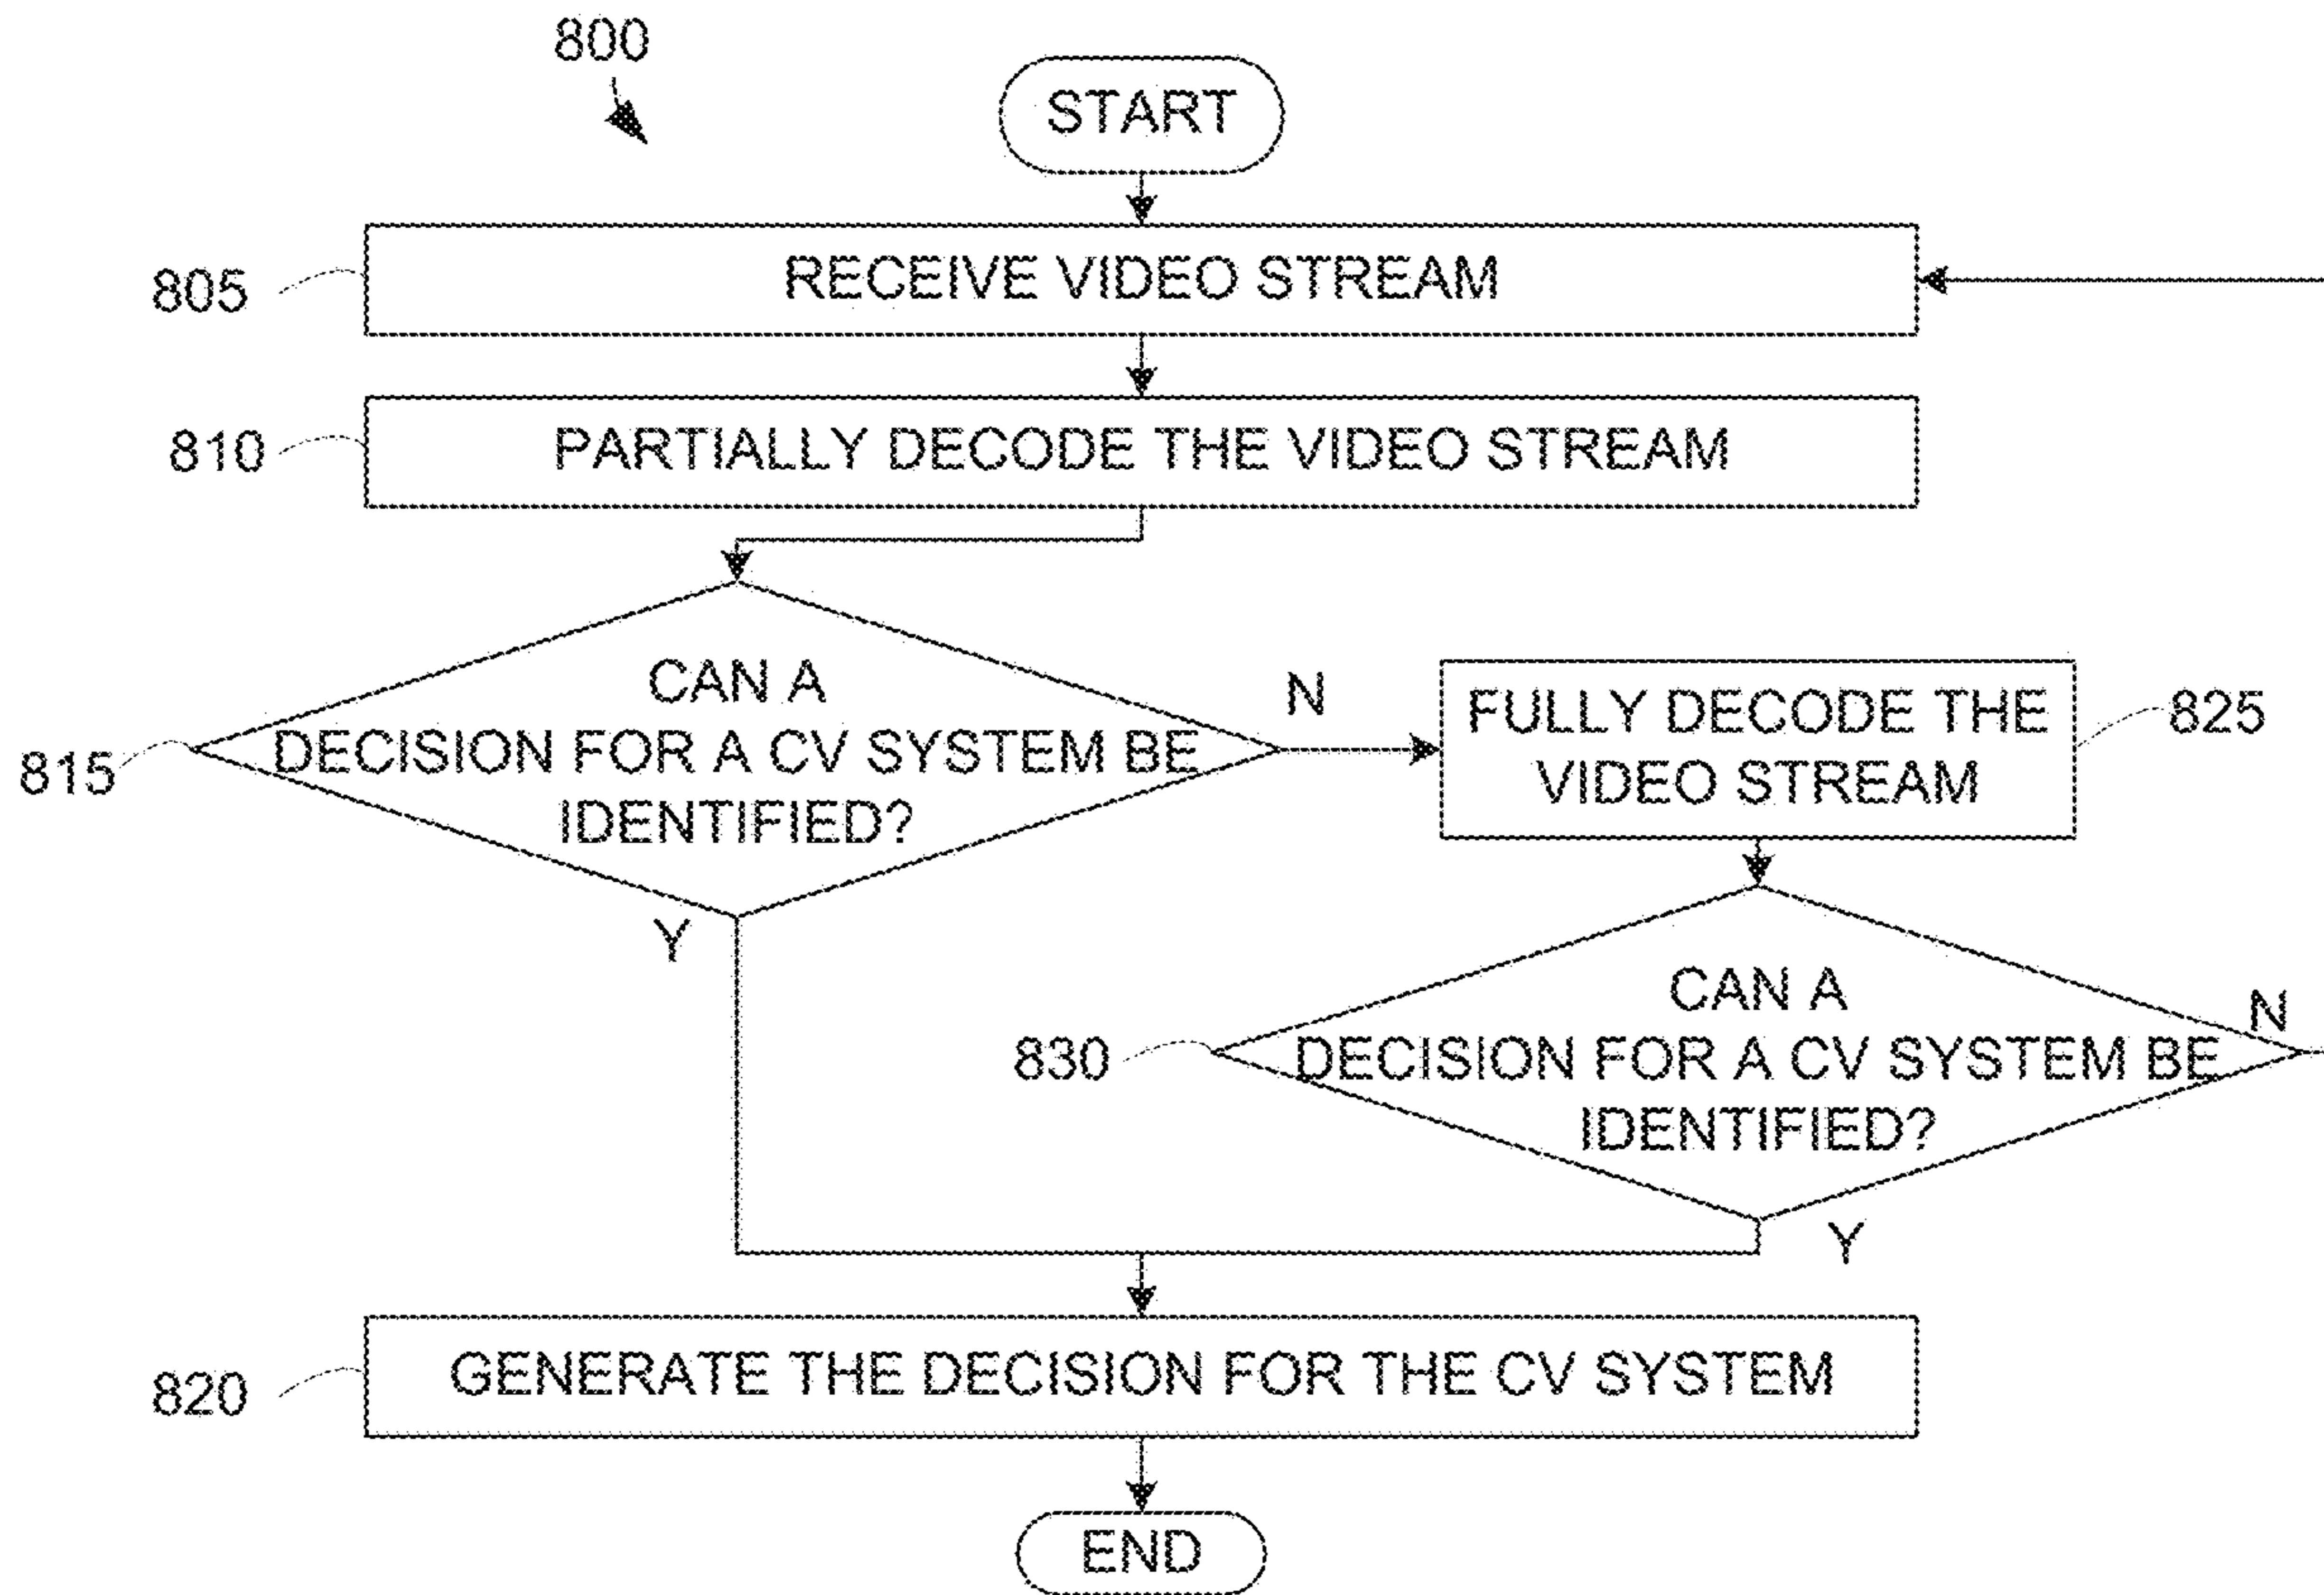 800
START
805
RECEIVE VIDEO STREAM
810
PARTIALLY DECODE THE VIDEO STREAM
815
CAN A
DECISION FOR A CV SYSTEM BE
IDENTIFIED?
N
Y
FULLY DECODE THE
VIDEO STREAM
825
830
CAN A
DECISION FOR A CV SYSTEM BE
IDENTIFIED?
N
Y
820
GENERATE THE DECISION FOR THE CV SYSTEM
END